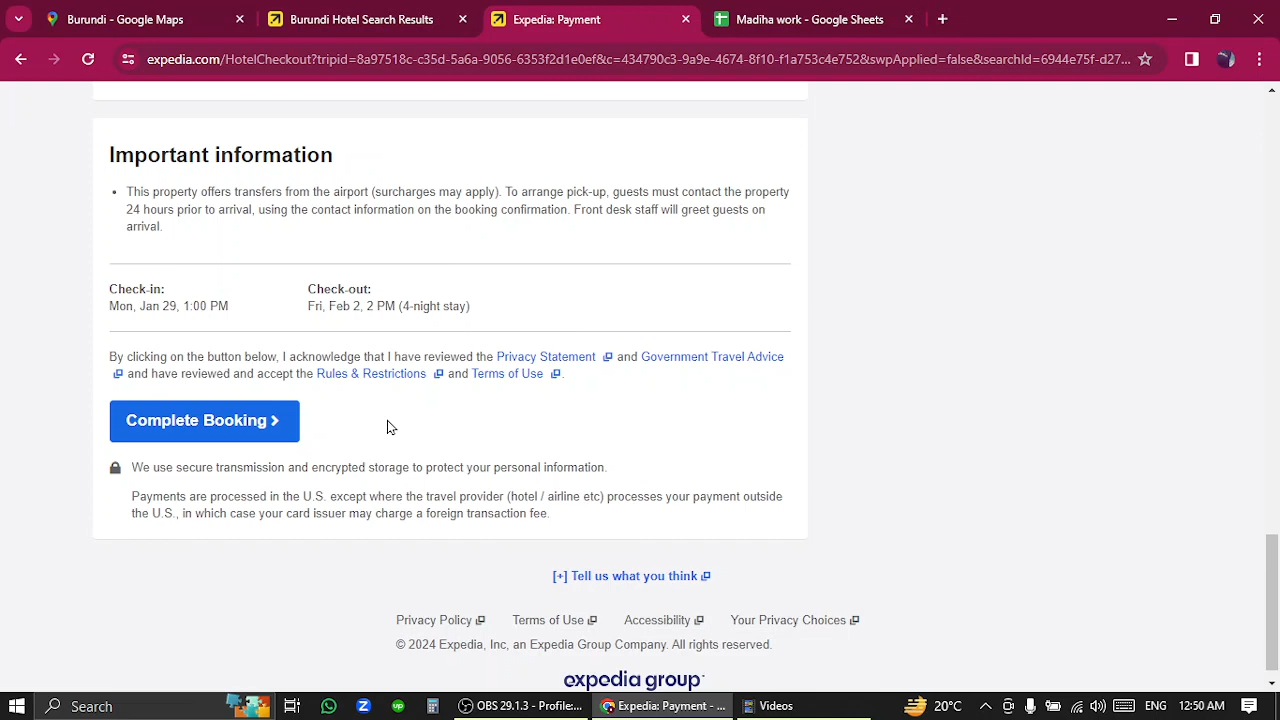 Burundi - Google Maps
Burundi Hotel Search Results
Expedia: Payment
Madiha work - Google Sheets
expedia.com/HotelCheckout?tripid=8a97518c-c35d-5a6a-9056-6353f2d1e0ef&c=434790c3-9a9e-4674-8f10-f1a753c4e752&swpApplied=false&searchId=6944e75f-d27...
Important information
• This property offers transfers from the airport (surcharges may apply). To arrange pick-up, guests must contact the property
24 hours prior to arrival, using the contact information on the booking confirmation. Front desk staff will greet guests on
arrival.
Check-in: Check-out:
Mon, Jan 29, 1:00 PM Fri, Feb 2, 2 PM (4-night stay)
By clicking on the button below, I acknowledge that I have reviewed the Privacy Statement and Government Travel Advice
and have reviewed and accept the Rules & Restrictions and Terms of Use .
Complete Booking
We use secure transmission and encrypted storage to protect your personal information.
Payments are processed in the U.S. except where the travel provider (hotel / airline etc) processes your payment outside
the U.S., in which case your card issuer may charge a foreign transaction fee.
[+] Tell us what you think
Privacy Policy Terms of Use Accessibility Your Privacy Choices
© 2024 Expedia, Inc, an Expedia Group Company. All rights reserved.
expedia group
Search
up
OBS 29.1.3 - Profile:...
Expedia: Payment - ...
Videos
20°C
ENG
12:50 AM